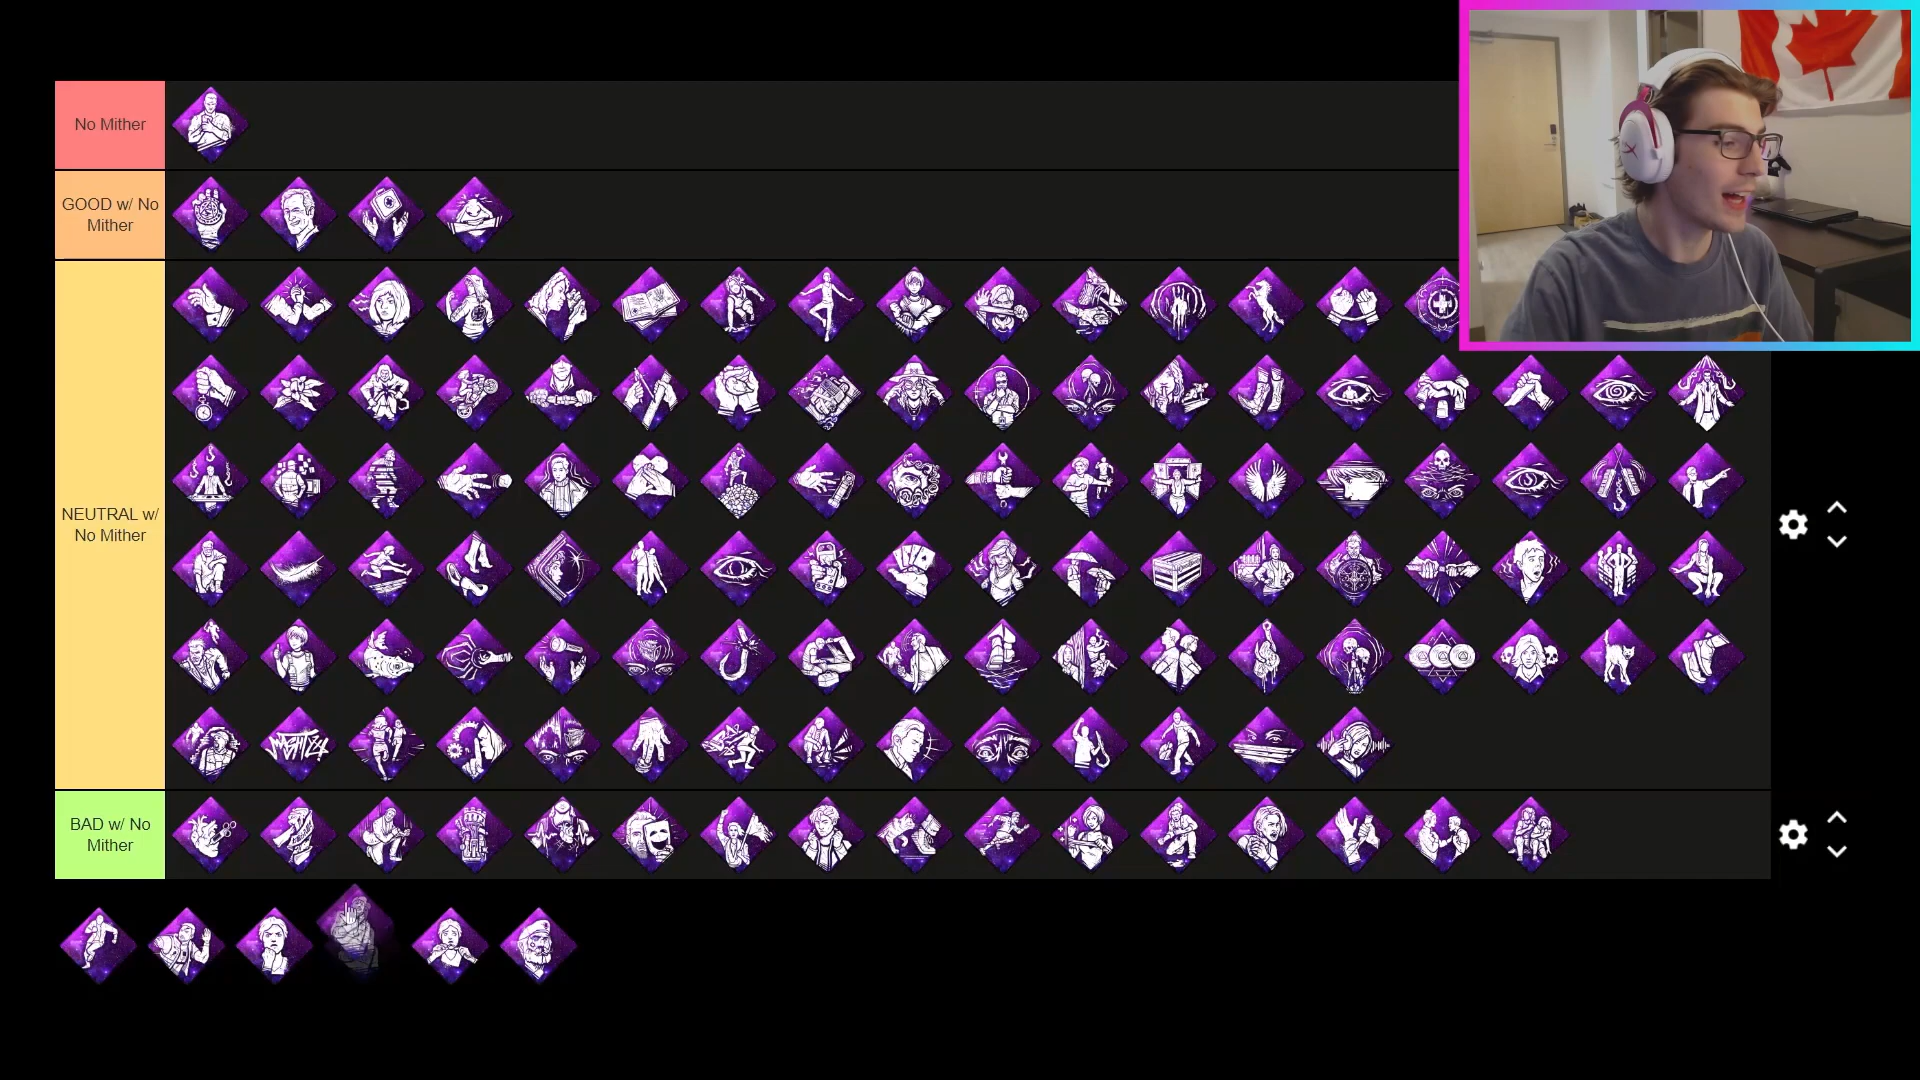 No Mither
GOOD w/ No
Mither
NEUTRAL w/
No Mither
BAD w/ No
Mither